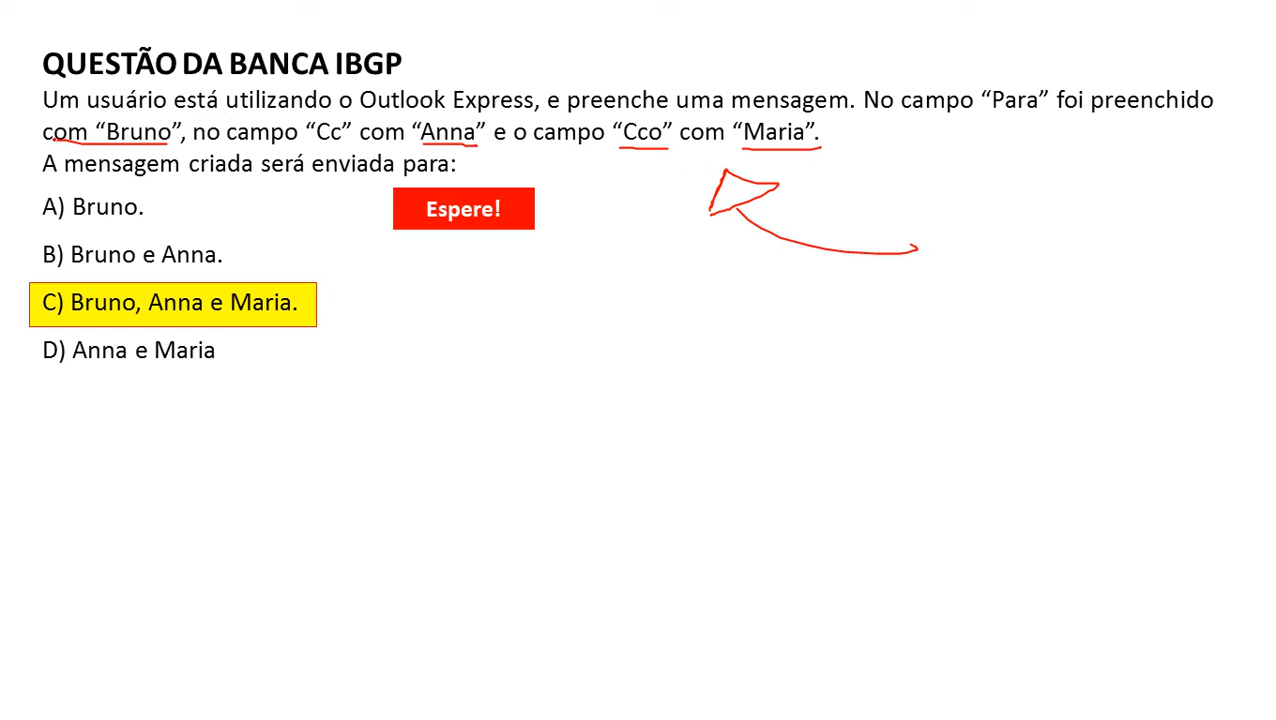 QUESTÃO DA BANCA IBGP
Um usuário está utilizando o Outlook Express, e preenche uma mensagem. No campo “Para” foi preenchido
com “Bruno”, no campo “Cc” com “Anna” e o campo “Cco” com “Maria”.
A mensagem criada será enviada para:
A) Bruno.
Espere!
B) Bruno e Anna.
C) Bruno, Anna e Maria.
D) Anna e Maria